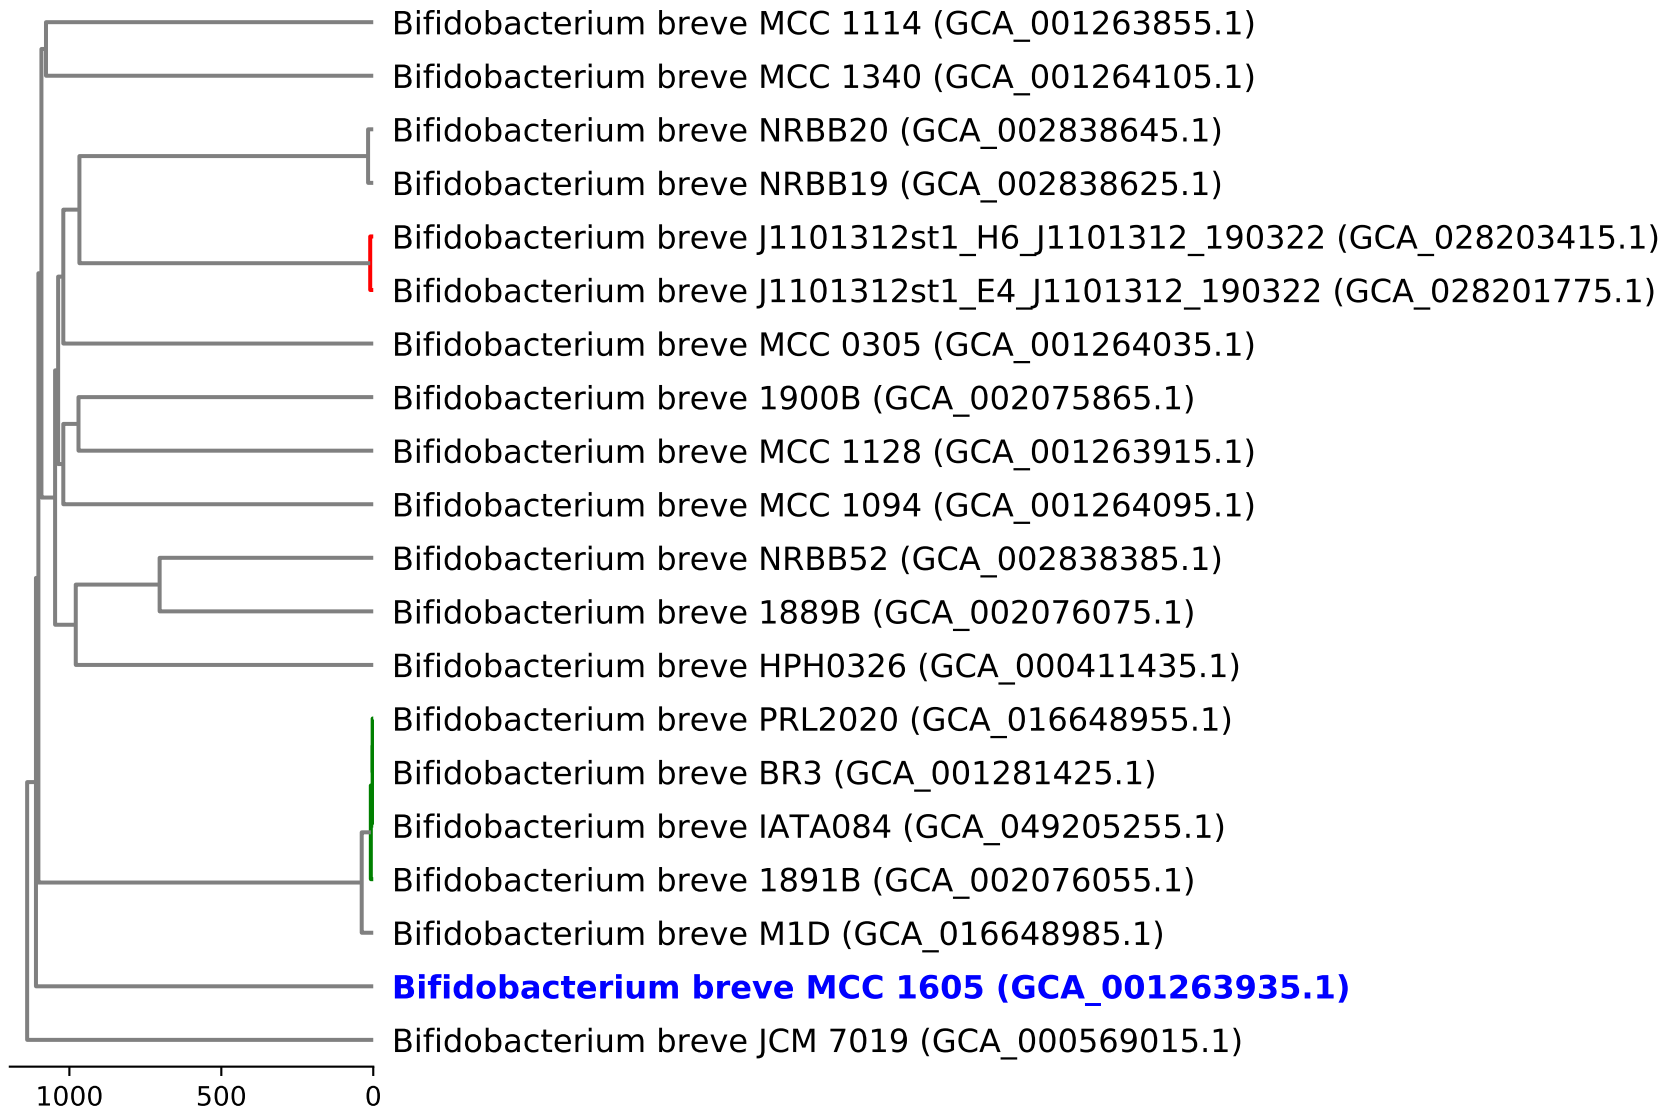 Bifidobacterium breve MCC 1114 (GCA_001263855.1)
Bifidobacterium breve MCC 1340 (GCA_001264105.1)
Bifidobacterium breve NRBB20 (GCA_002838645.1)
Bifidobacterium breve NRBB19 (GCA_002838625.1)
Bifidobacterium breve J1101312st1_H6_J1101312_190322 (GCA_028203415.1)
Bifidobacterium breve J1101312st1_E4_J1101312_190322 (GCA_028201775.1)
Bifidobacterium breve MCC 0305 (GCA_001264035.1)
Bifidobacterium breve 1900B (GCA_002075865.1)
Bifidobacterium breve MCC 1128 (GCA_001263915.1)
Bifidobacterium breve MCC 1094 (GCA_001264095.1)
Bifidobacterium breve NRBB52 (GCA_002838385.1)
Bifidobacterium breve 1889B (GCA_002076075.1)
Bifidobacterium breve HPH0326 (GCA_000411435.1)
Bifidobacterium breve PRL2020 (GCA_016648955.1)
Bifidobacterium breve BR3 (GCA_001281425.1)
Bifidobacterium breve IATA084 (GCA_049205255.1)
Bifidobacterium breve 1891B (GCA_002076055.1)
Bifidobacterium breve M1D (GCA_016648985.1)
Bifidobacterium breve MCC 1605 (GCA_001263935.1)
Bifidobacterium breve JCM 7019 (GCA_000569015.1)
1000 500 0